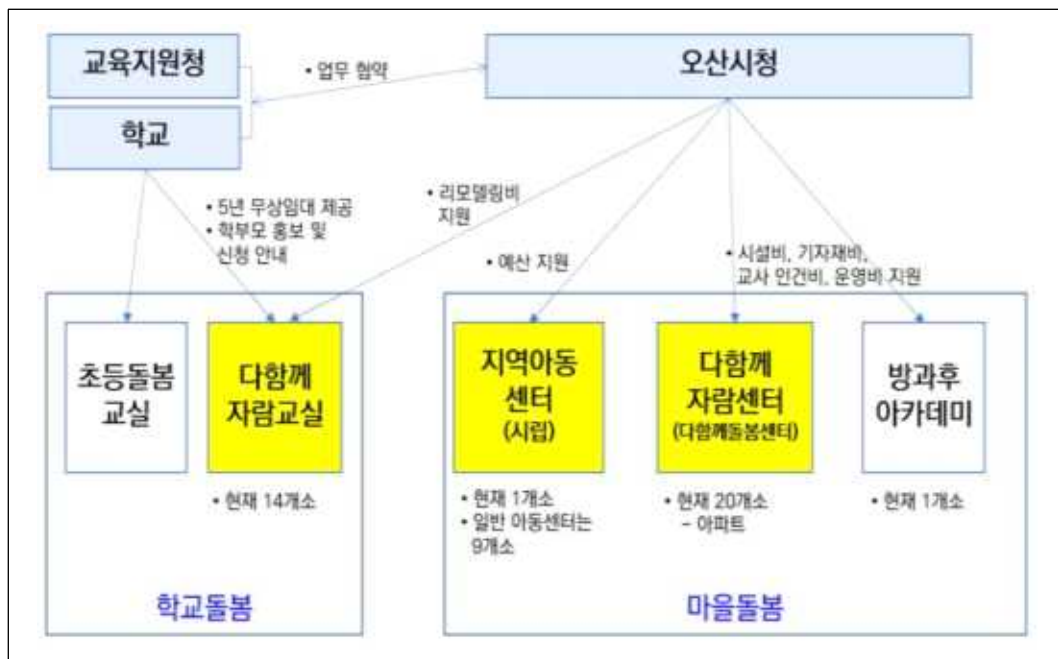 교육지원청
학교
• 업무 협약
오산시청
• 5년 무상임대 제공
• 학부모 홍보 및
신청 안내
• 리모델링비
지원
• 예산 지원
• 시설비, 기자재바,
교사 인건비, 운영비 지원
초등돌봄
교실
다함께
자람교실
• 현재 14개소
학교돌봄
지역아동
센터
(시립)
• 현재 1개소
• 일반 아동센터는
9개소
다함께
자람센터
(다함께돌봄센터)
• 현재 20개소
- 아파트
방과후
아카데미
• 현재 1개소
마을돌봄